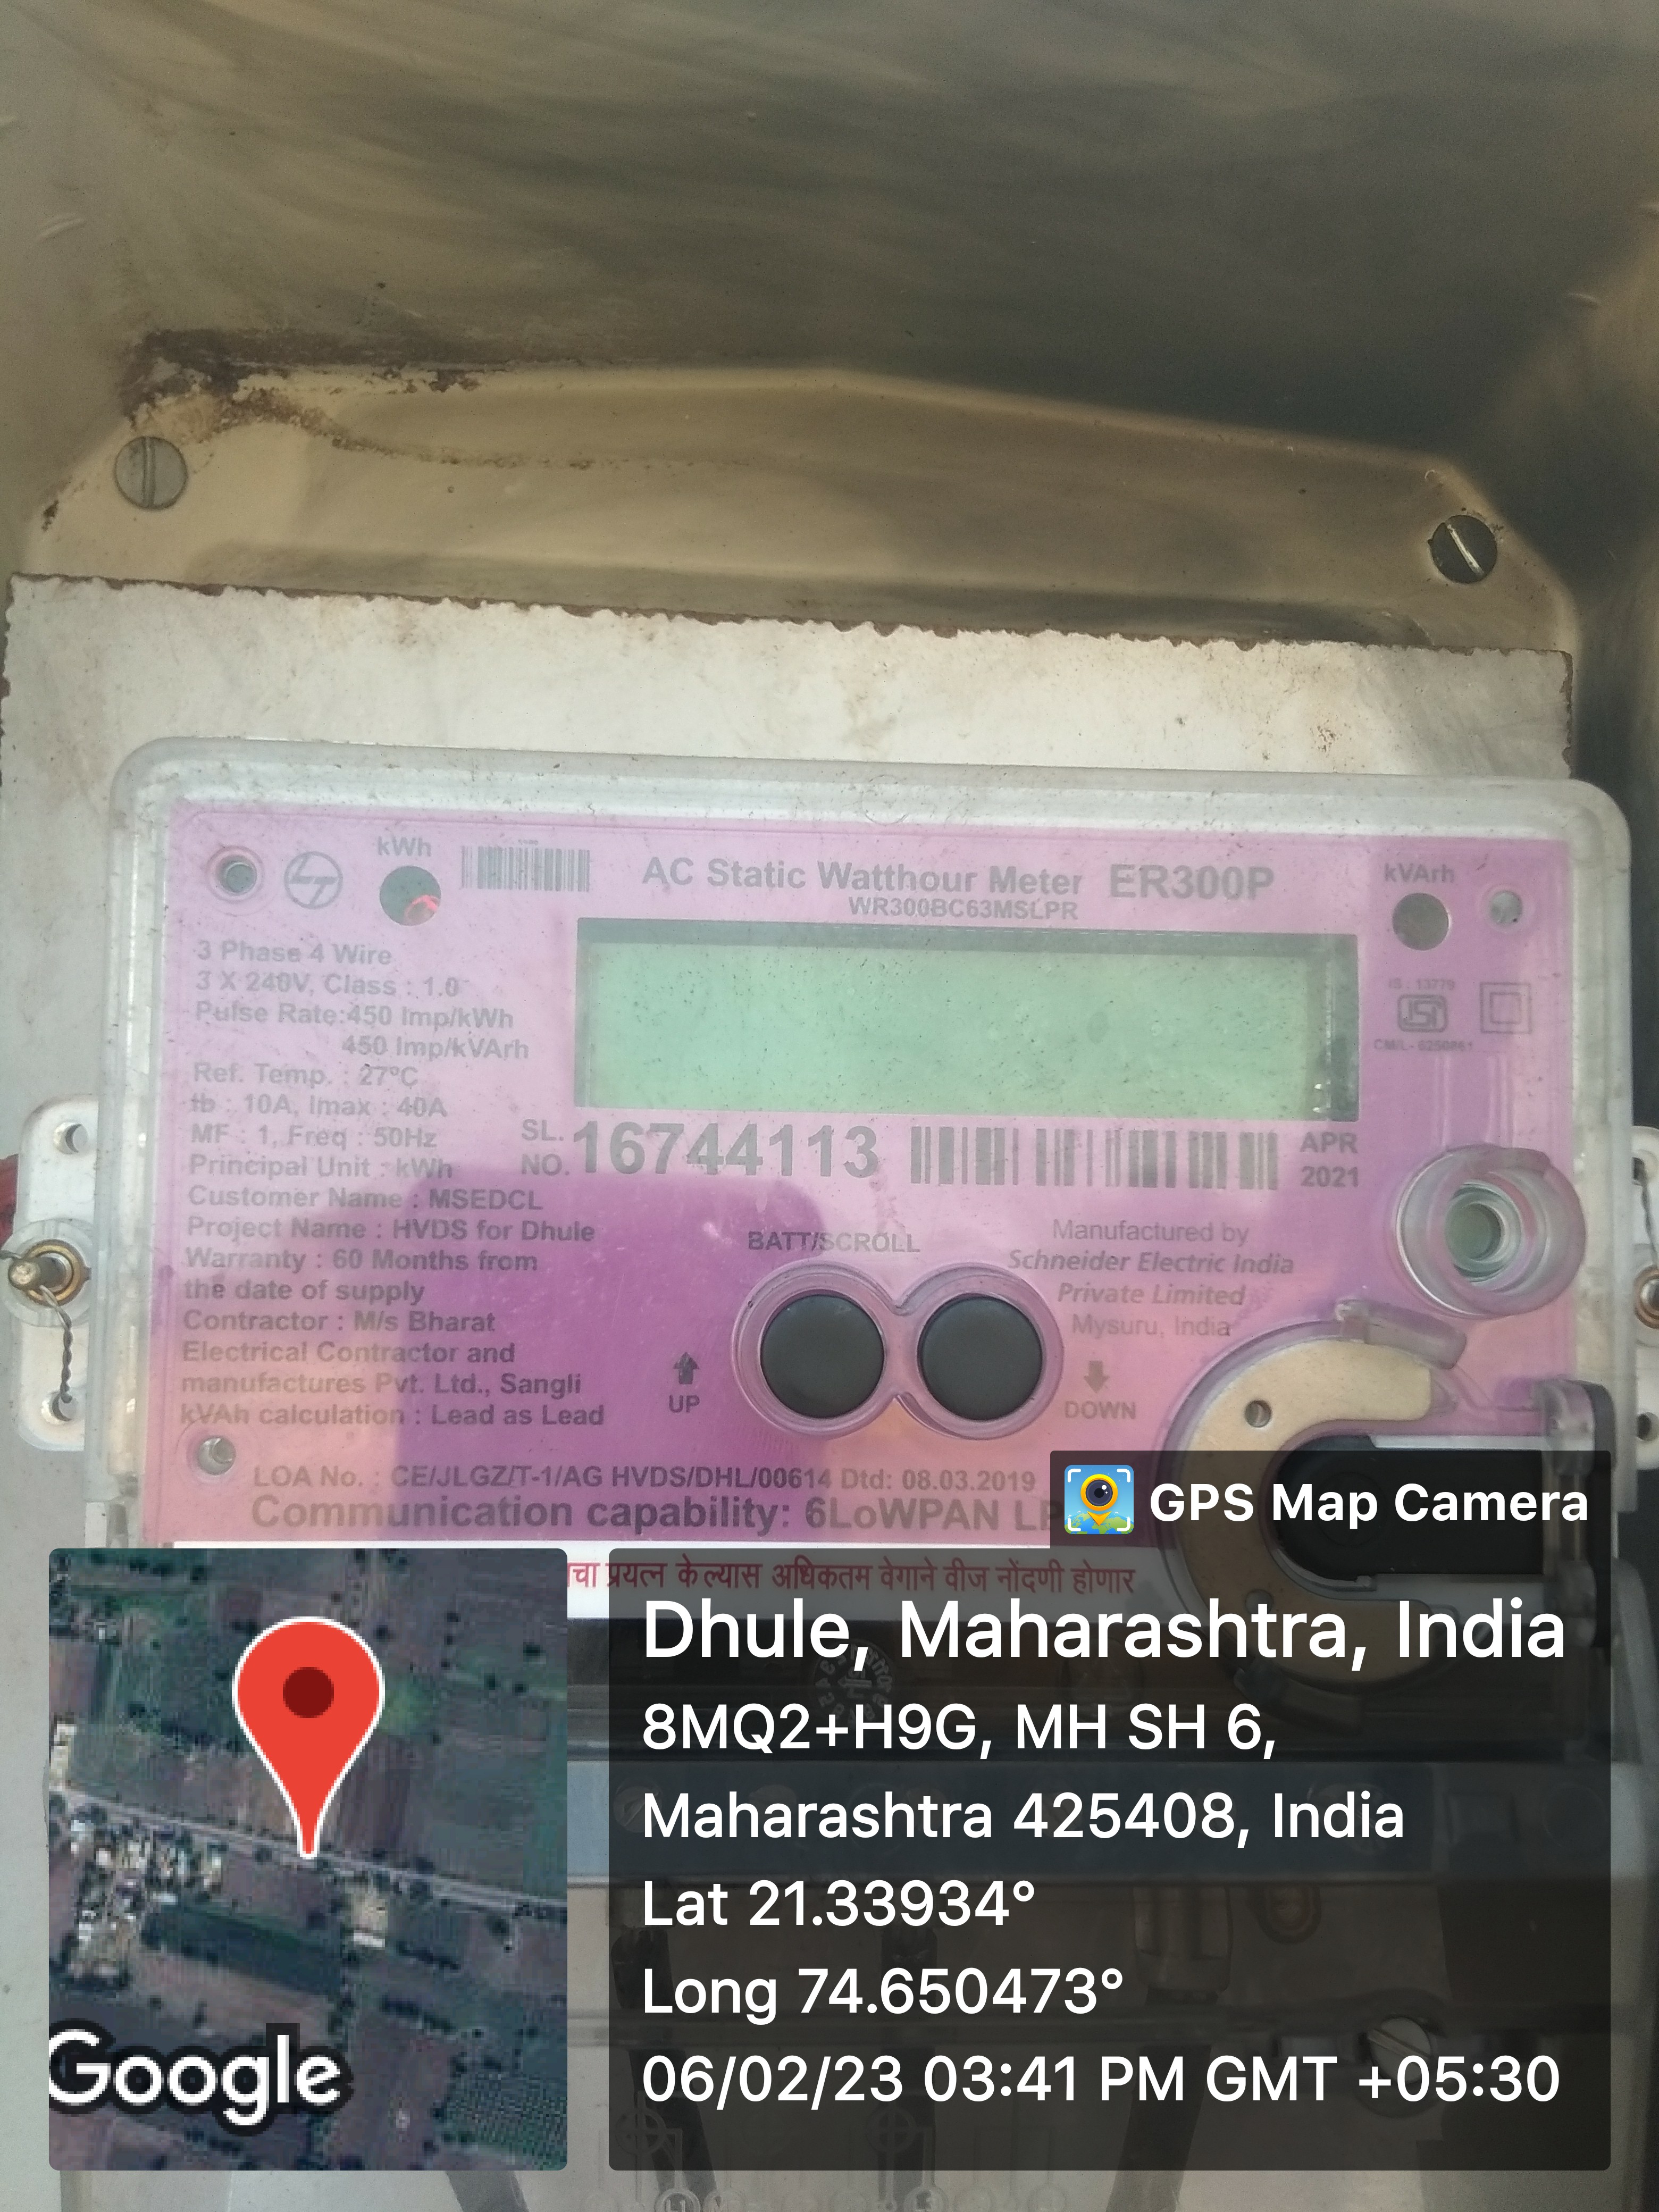 kWh
AC Static Watthour Meter ER300P
WR300BC63MSLPR
kVArh
LT
3 Phase 4 Wire
3 X 240V, Class : 1.0
Pulse Rate:450 Imp/kWh
450 Imp/kVArh
Ref. Temp. : 27°C
Ib : 10A, Imax : 40A
MF : 1, Freq : 50Hz
Principal Unit : kWh
Customer Name : MSEDCL
Project Name : HVDS for Dhule
Warranty : 60 Months from
the date of supply
Contractor : M/s Bharat
Electrical Contractor and
manufactures Pvt. Ltd., Sangli
kVAh calculation : Lead as Lead
IS : 13779
ISI
CM/L- 6250861
SL. NO. 16744113
APR
2021
BATT/SCROLL
UP
DOWN
Manufactured by
Schneider Electric India
Private Limited
Mysuru, India
LOA No. : CE/JLGZ/T-1/AG HVDS/DHL/00614 Dtd: 08.03.2019
Communication capability: 6LoWPAN
प्रयत्न केल्यास अधिकतम वेगाने वीज नोंदणी होणार
GPS Map Camera
Dhule, Maharashtra, India
8MQ2+H9G, MH SH 6,
Maharashtra 425408, India
Lat 21.33934°
Long 74.650473°
06/02/23 03:41 PM GMT +05:30
Google